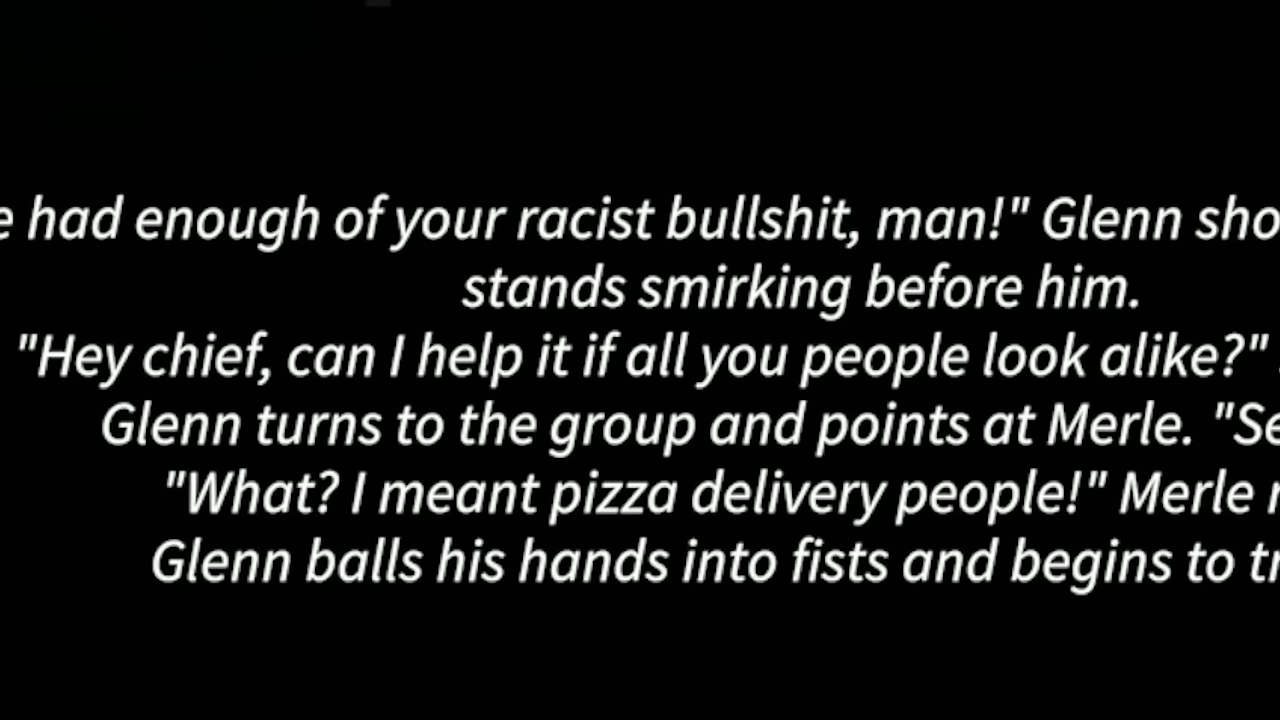 had enough of your racist bullshit, man!" Glenn
stands smirking before him.
"Hey chief, can I help it if all you people look alike?"
Glenn turns to the group and points at Merle.
"What? I meant pizza delivery people!" Merle
Glenn balls his hands into fists and begins to